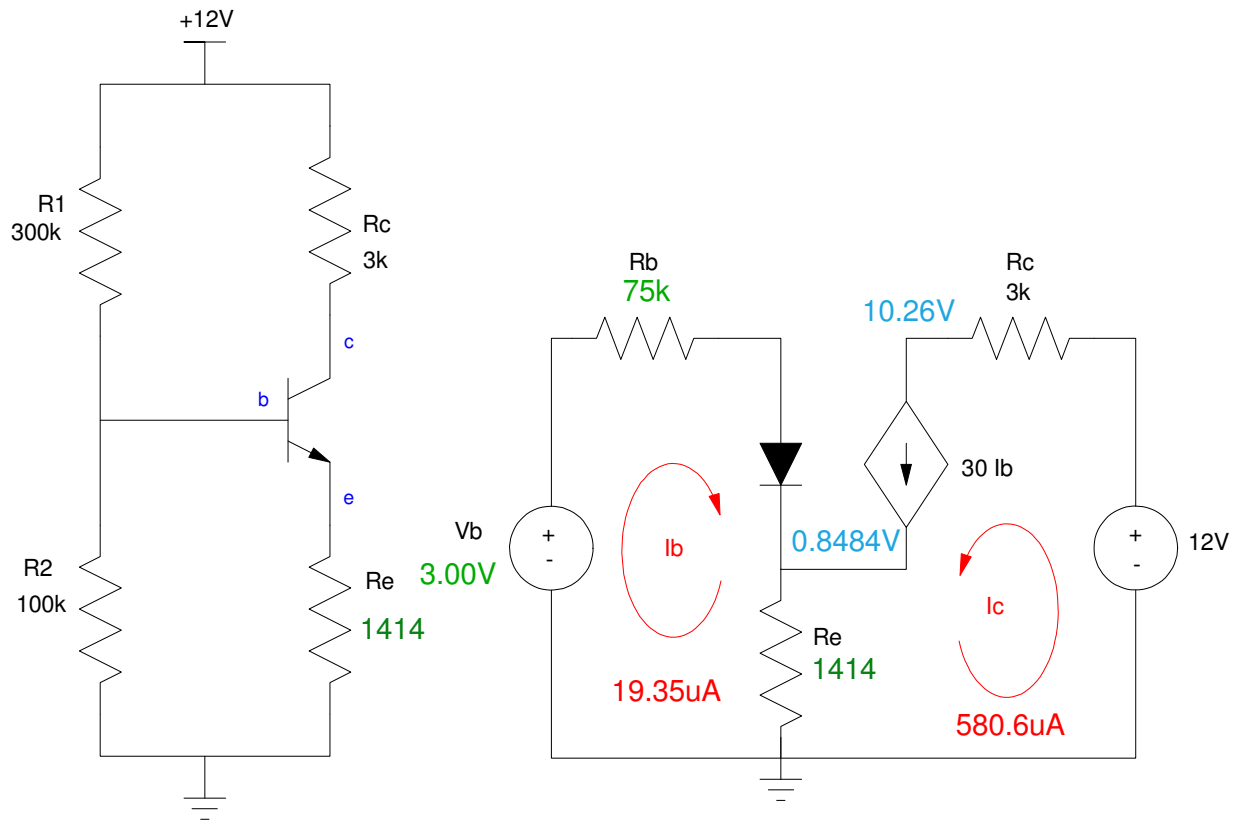 +12V
R1
300k
Rc
3k
c
b
e
R2
100k
Re
1414
Rb
75k
Rc
3k
10.26V
30 Ib
Vb
+
-
3.00V
Ib
0.8484V
Ic
+
-
12V
Re
1414
19.35uA
580.6uA